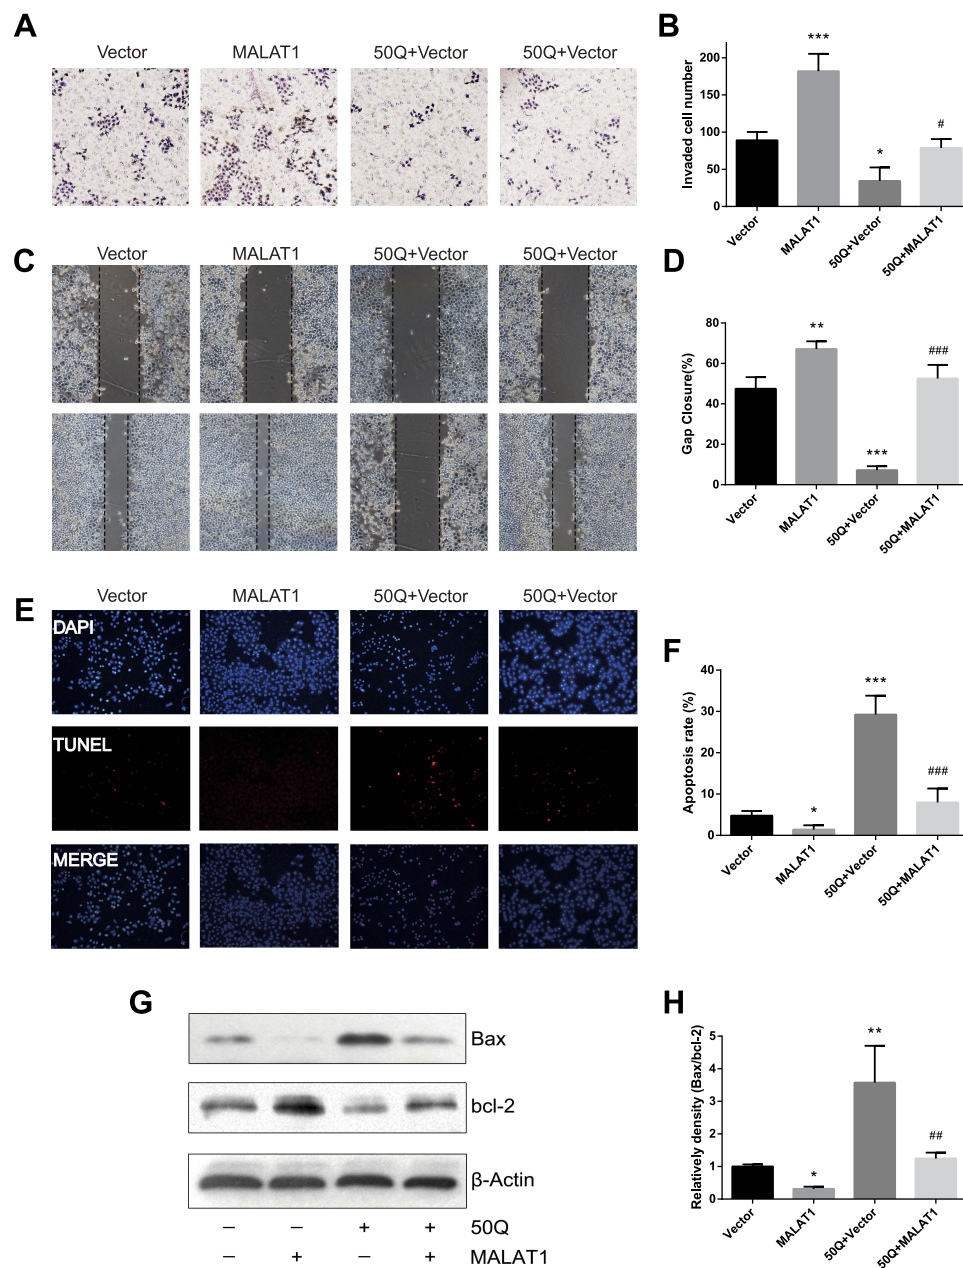 A
Vector MALAT1 50Q+Vector 50Q+Vector
B
Invaded cell number
200
150
100
50
0
***
*
#
Vector MALAT1 50Q+Vector 50Q+MALAT1
C
Vector MALAT1 50Q+Vector 50Q+Vector
D
Gap Closure(%)
80
60
40
20
0
**
***
###
Vector MALAT1 50Q+Vector 50Q+MALAT1
E
Vector MALAT1 50Q+Vector 50Q+Vector
DAPI
TUNEL
MERGE
F
Apoptosis rate (%)
40
30
20
10
0
*
***
###
Vector MALAT1 50Q+Vector 50Q+MALAT1
G
Bax
bcl-2
β-Actin
– – + + 50Q
– + – + MALAT1
H
Relatively density (Bax/bcl-2)
5
4
3
2
1
0
*
**
##
Vector MALAT1 50Q+Vector 50Q+MALAT1